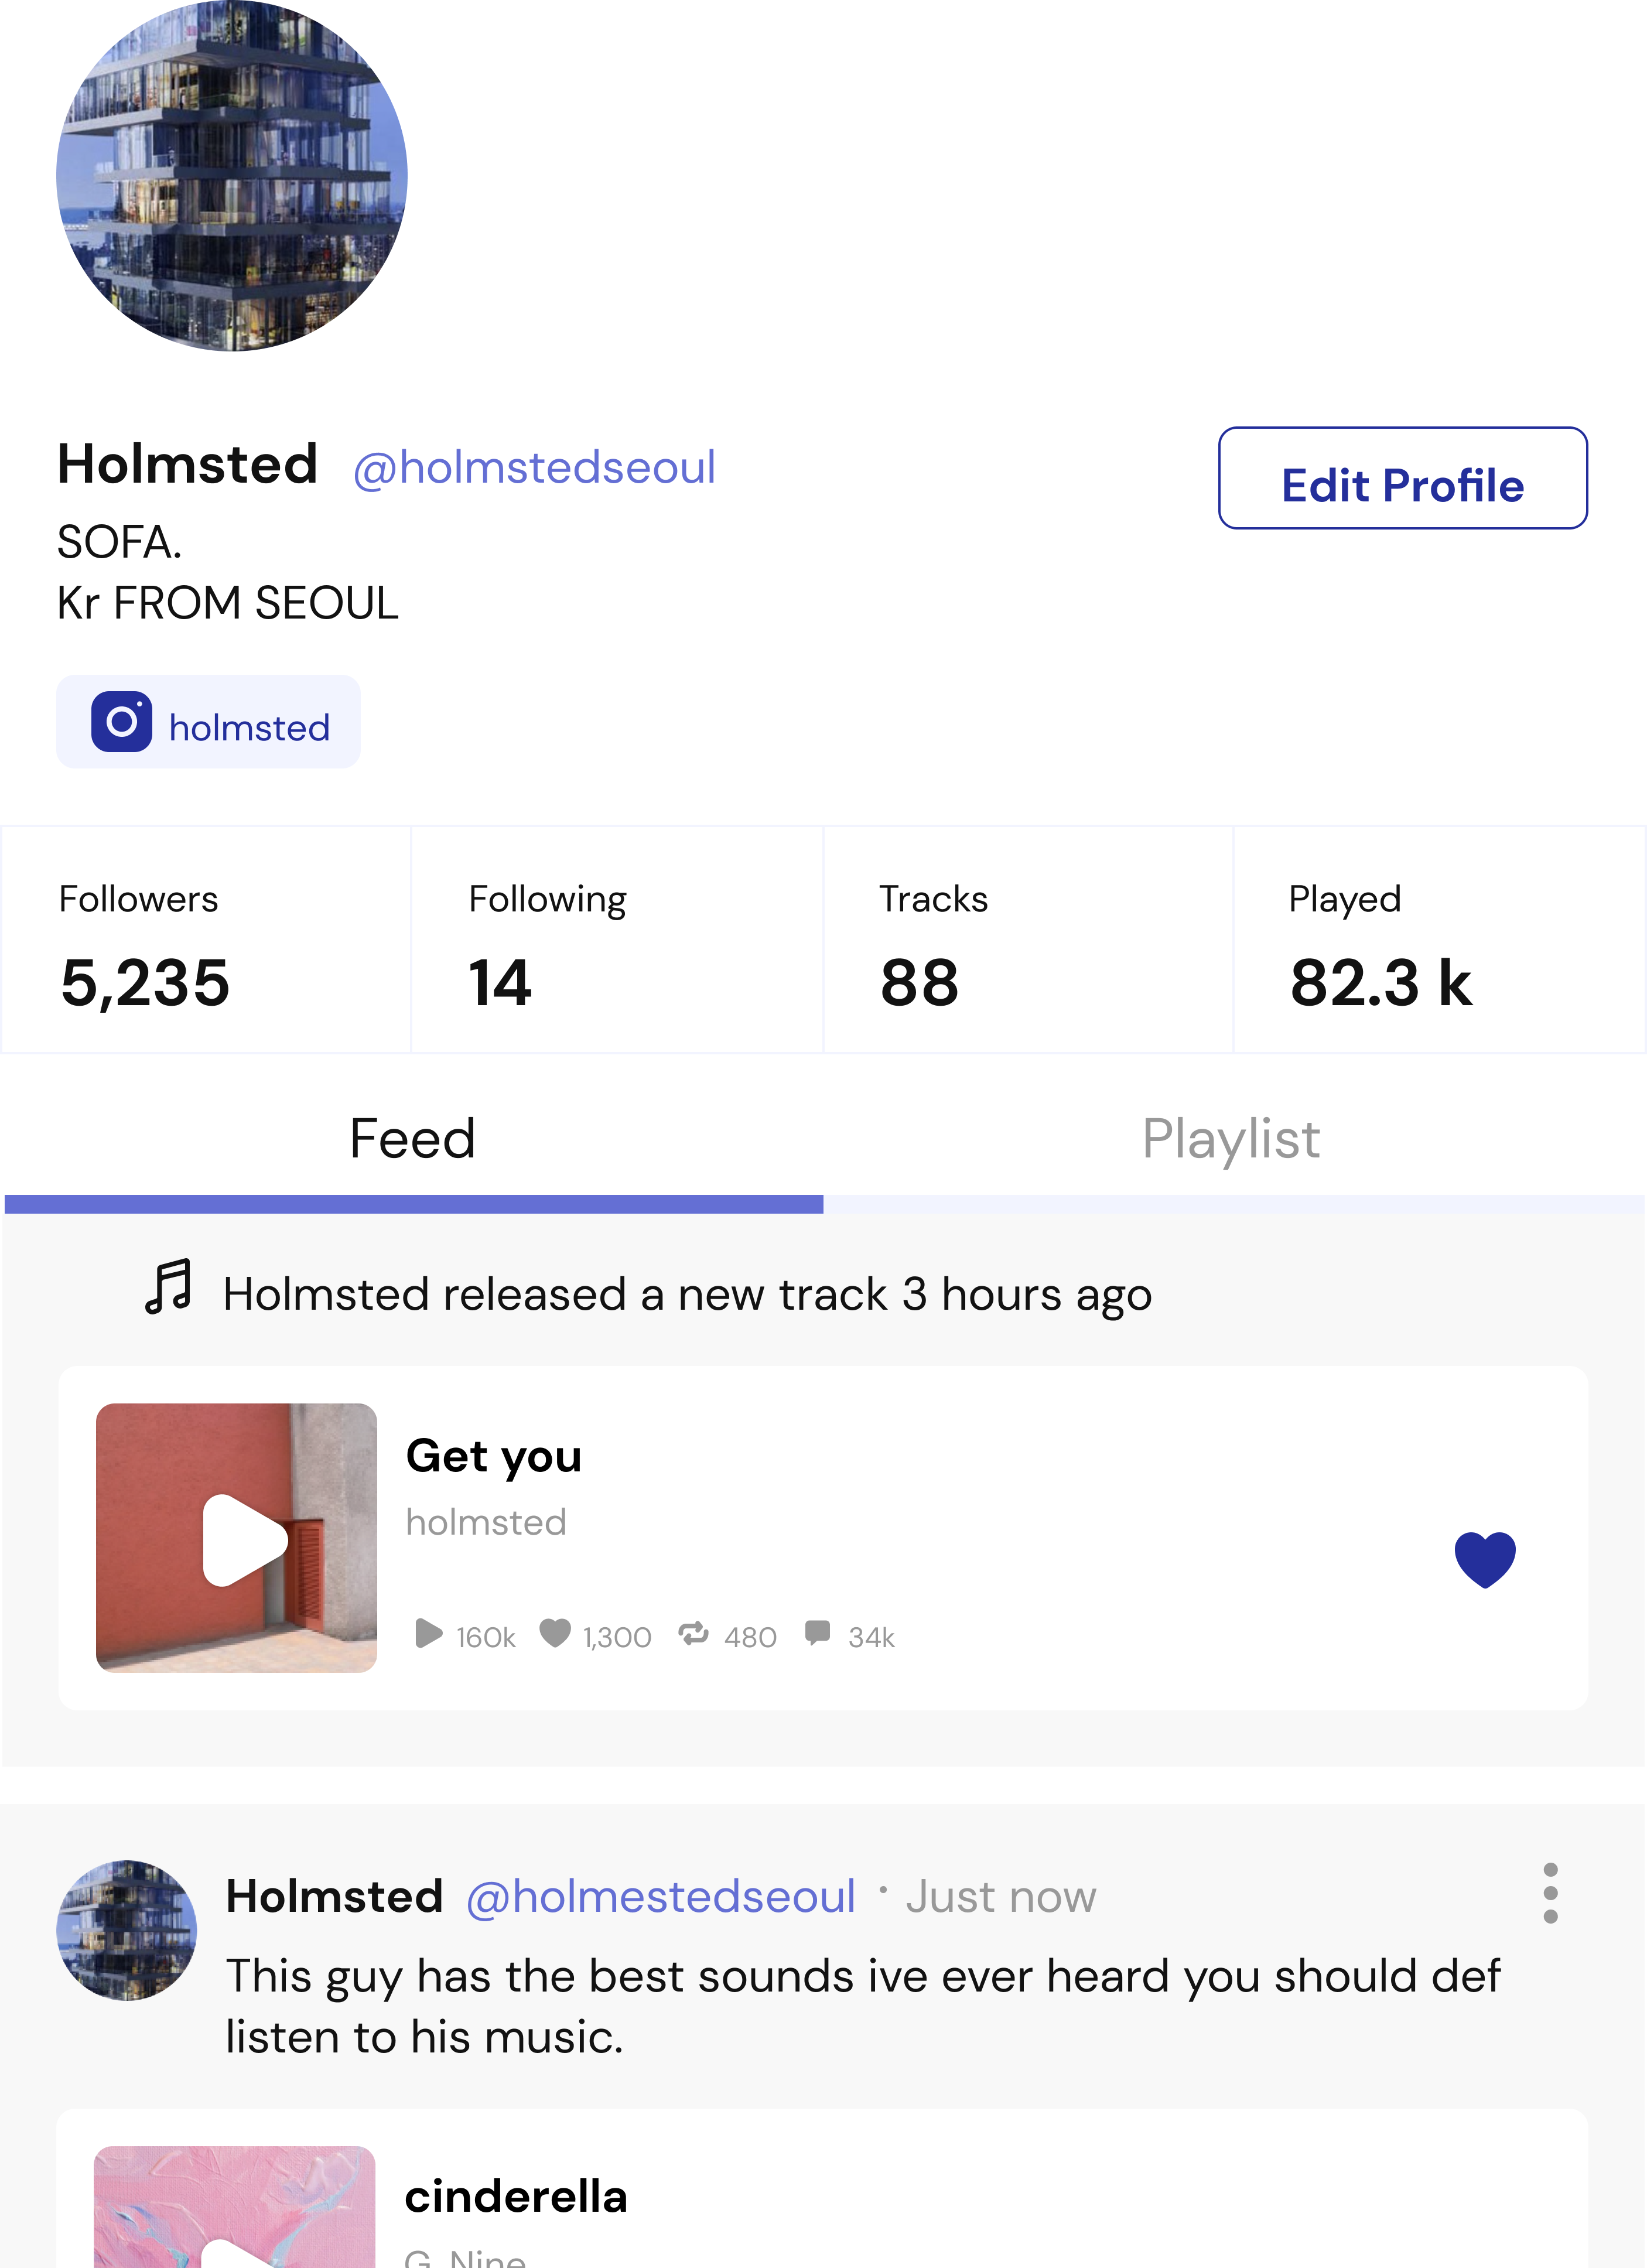 Holmsted @holmstedseoul
Edit Profile
SOFA.
Kr FROM SEOUL
holmsted
Followers Following Tracks Played
5,235 14 88 82.3 k
Feed Playlist
Holmsted released a new track 3 hours ago
Get you
holmsted
160k 1,300 480 34k
Holmsted @holmestedseoul · Just now
This guy has the best sounds ive ever heard you should def
listen to his music.
cinderella
G. Nine